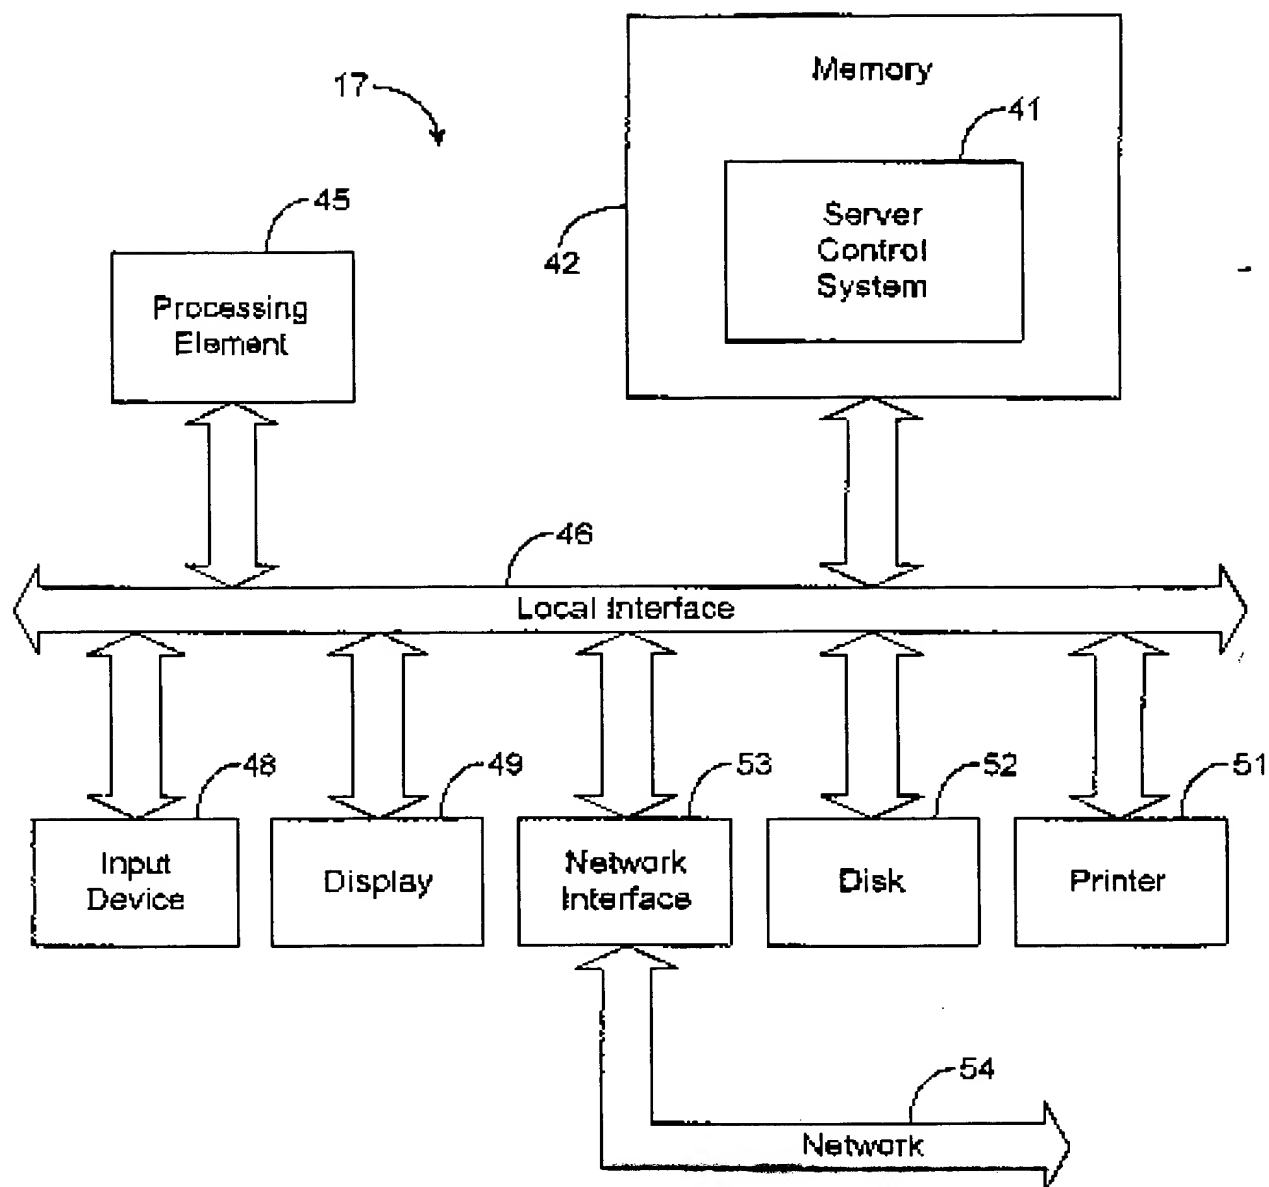 Memory
17
41
Server
Control
System
45
42
Processing
Element
46
Local Interface
48
49
53
52
51
Input
Device
Display
Network
Interface
Disk
Printer
54
Network